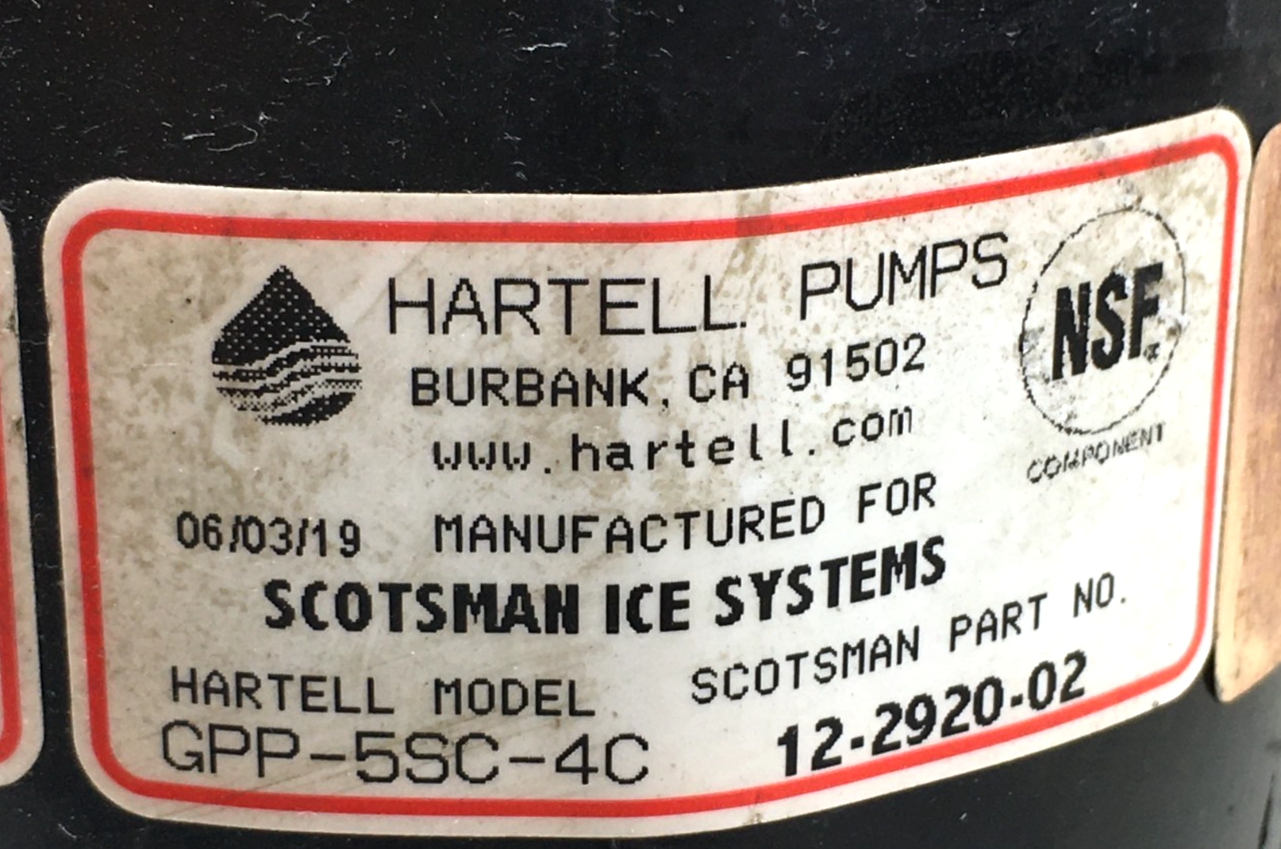 HARTELL PUMPS
BURBANK, CA 91502
www.hartell.com
NSF
COMPONENT
06/03/19 MANUFACTURED FOR
SCOTSMAN ICE SYSTEMS
HARTELL MODEL
GPP-5SC-4C
SCOTSMAN PART NO.
12-2920-02